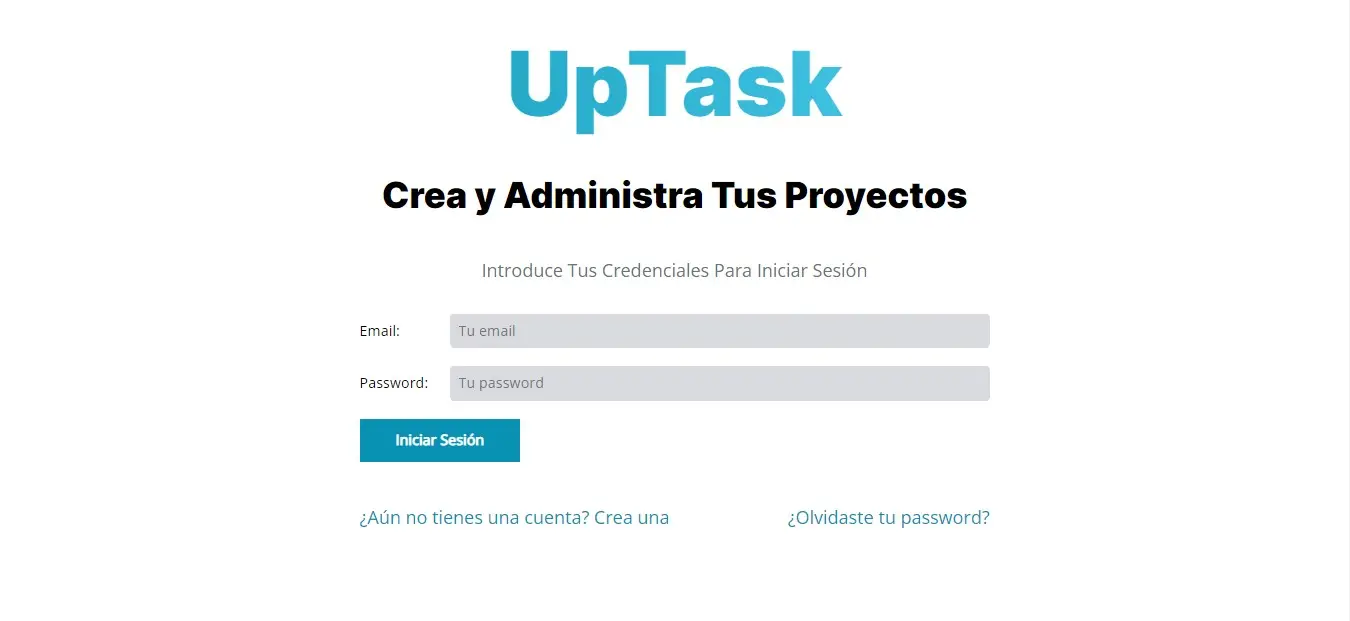 UpTask
Crea y Administra Tus Proyectos
Introduce Tus Credenciales Para Iniciar Sesión
Email: Tu email
Password: Tu password
Iniciar Sesión
¿Aún no tienes una cuenta? Crea una ¿Olvidaste tu password?